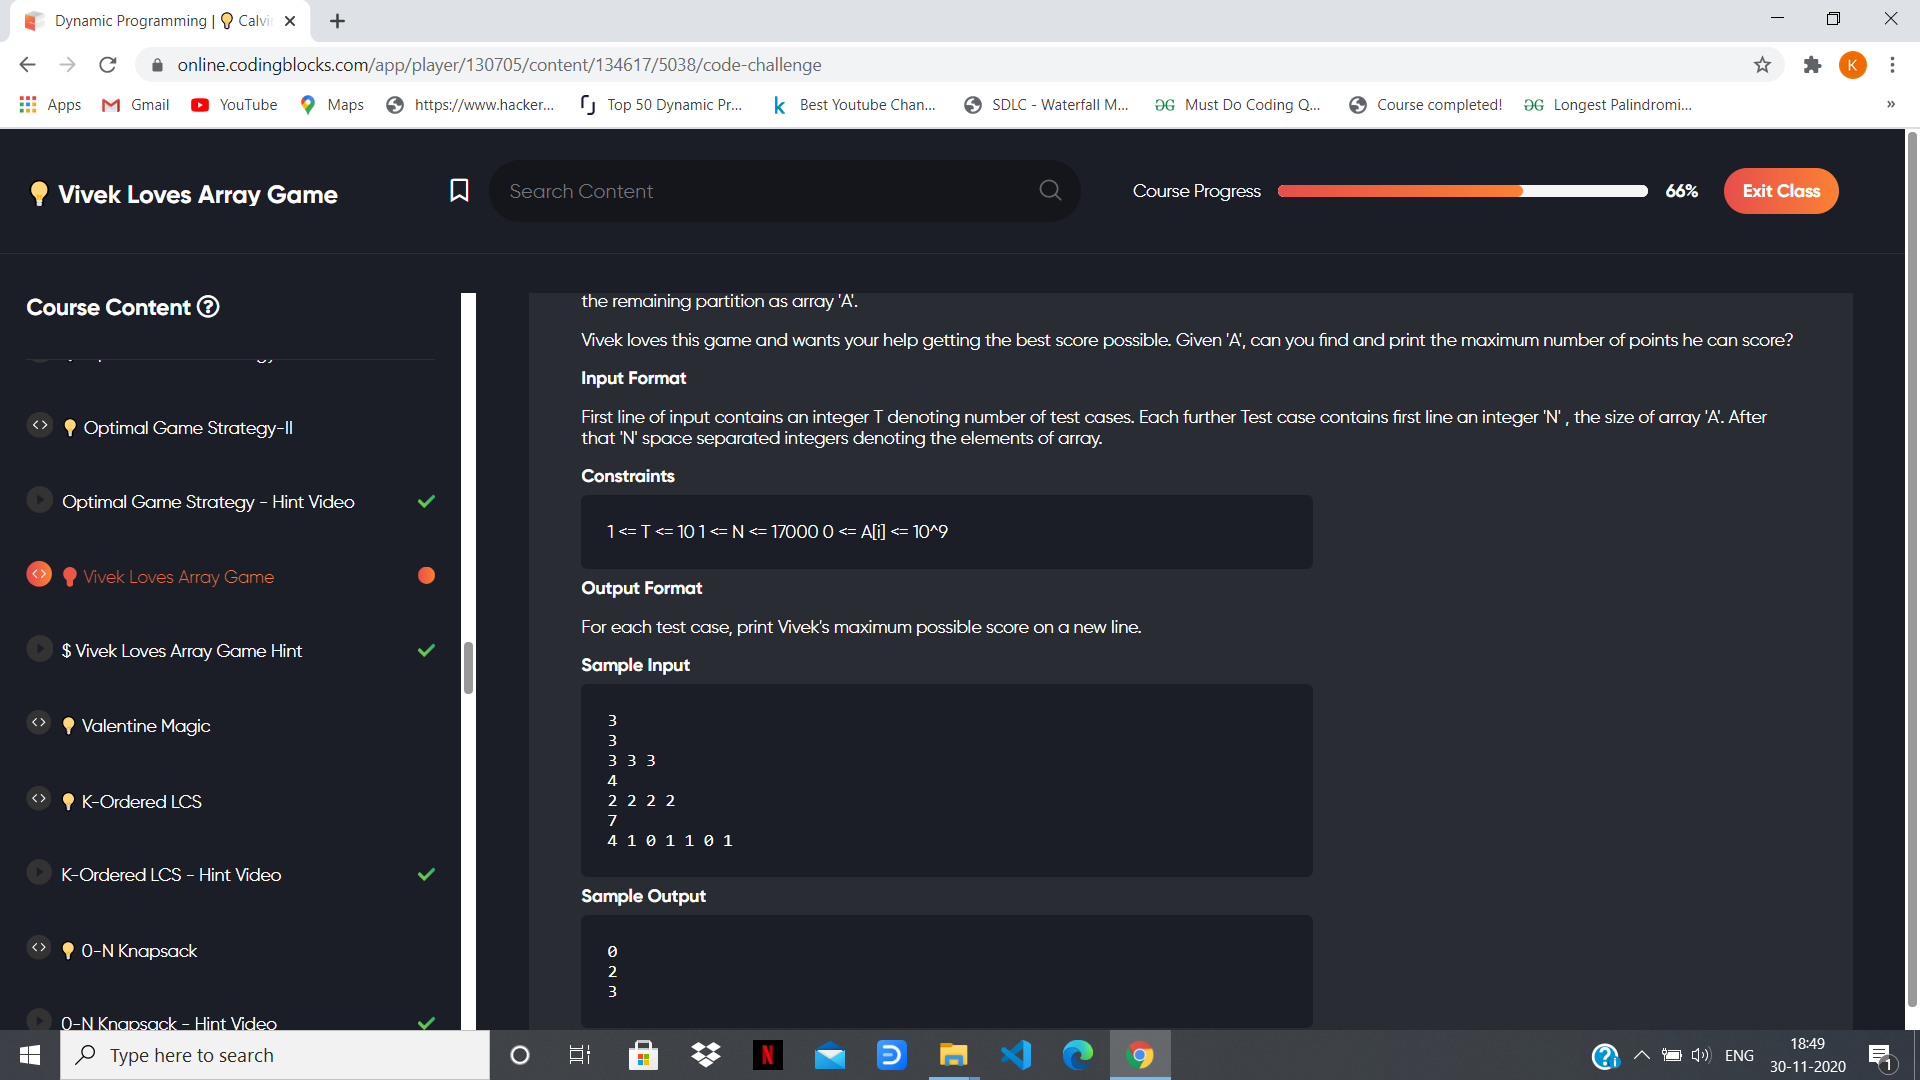 Dynamic Programming | Calvi
online.codingblocks.com/app/player/130705/content/134617/5038/code-challenge
K
Apps Gmail YouTube Maps https://www.hacker... Top 50 Dynamic Pr... Best Youtube Chan... SDLC - Waterfall M... Must Do Coding Q... Course completed! Longest Palindromi... »
Vivek Loves Array Game
Search Content
Course Progress 66% Exit Class
Course Content
Optimal Game Strategy-II
Optimal Game Strategy - Hint Video
Vivek Loves Array Game
$ Vivek Loves Array Game Hint
Valentine Magic
K-Ordered LCS
K-Ordered LCS - Hint Video
0-N Knapsack
0-N Knapsack - Hint Video
the remaining partition as array 'A'.
Vivek loves this game and wants your help getting the best score possible. Given 'A', can you find and print the maximum number of points he can score?
Input Format
First line of input contains an integer T denoting number of test cases. Each further Test case contains first line an integer 'N' , the size of array 'A'. After
that 'N' space separated integers denoting the elements of array.
Constraints
1 <= T <= 10 1 <= N <= 17000 0 <= A[i] <= 10^9
Output Format
For each test case, print Vivek's maximum possible score on a new line.
Sample Input
3
3
3 3 3
4
2 2 2 2
7
4 1 0 1 1 0 1
Sample Output
0
2
3
Type here to search
N
ENG
18:49
30-11-2020
1